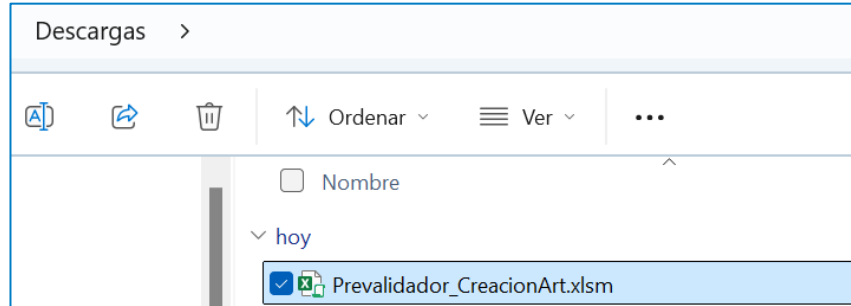 Descargas >
Ordenar Ver •••
Nombre
hoy
Prevalidador_CreacionArt.xlsm